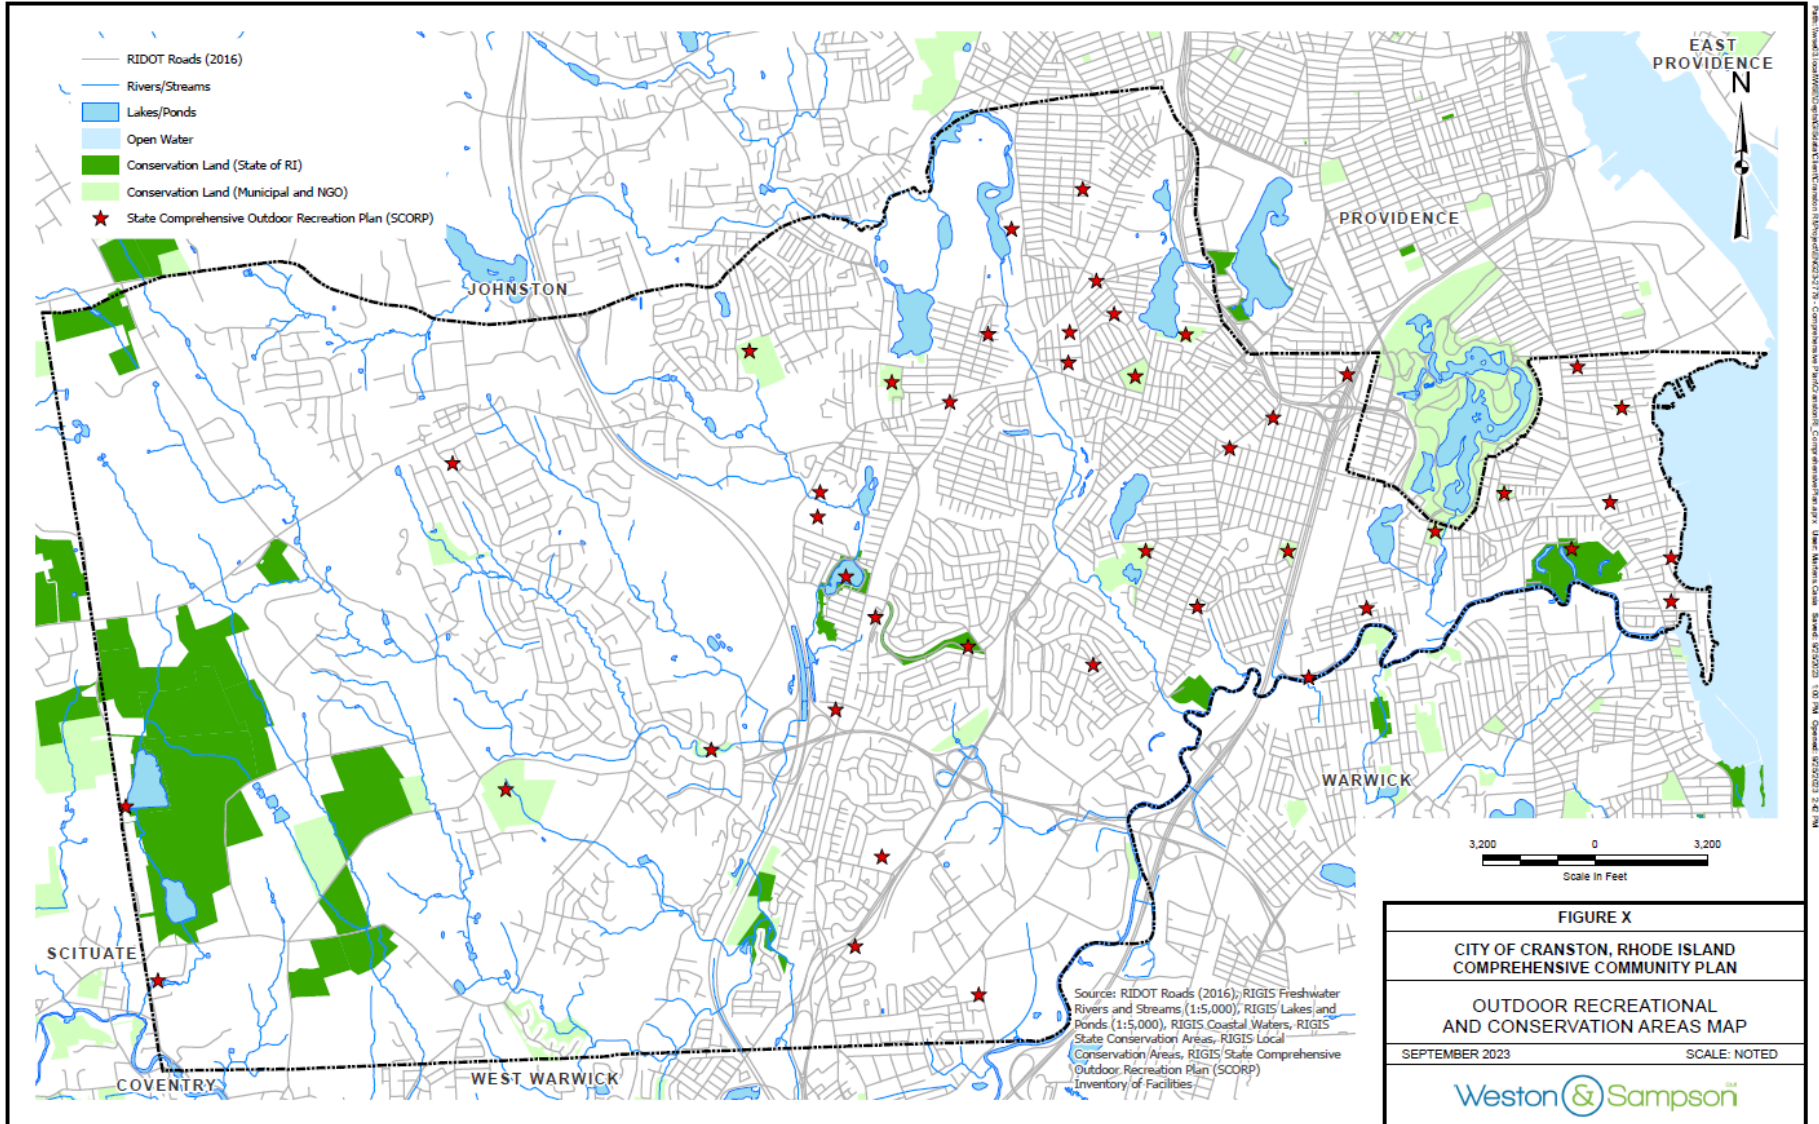 RIDOT Roads (2016)
Rivers/Streams
Lakes/Ponds
Open Water
Conservation Land (State of RI)
Conservation Land (Municipal and NGO)
State Comprehensive Outdoor Recreation Plan (SCORP)
EAST
PROVIDENCE
N
PROVIDENCE
JOHNSTON
WARWICK
SCITUATE
COVENTRY
WEST WARWICK
3,200 0 3,200
Scale In Feet
Source: RIDOT Roads (2016), RIGIS Freshwater
Rivers and Streams (1:5,000), RIGIS Lakes and
Ponds (1:5,000), RIGIS Coastal Waters, RIGIS
State Conservation Areas, RIGIS Local
Conservation Areas, RIGIS State Comprehensive
Outdoor Recreation Plan (SCORP)
Inventory of Facilities
FIGURE X
CITY OF CRANSTON, RHODE ISLAND
COMPREHENSIVE COMMUNITY PLAN
OUTDOOR RECREATIONAL
AND CONSERVATION AREAS MAP
SEPTEMBER 2023 SCALE: NOTED
Weston & Sampson